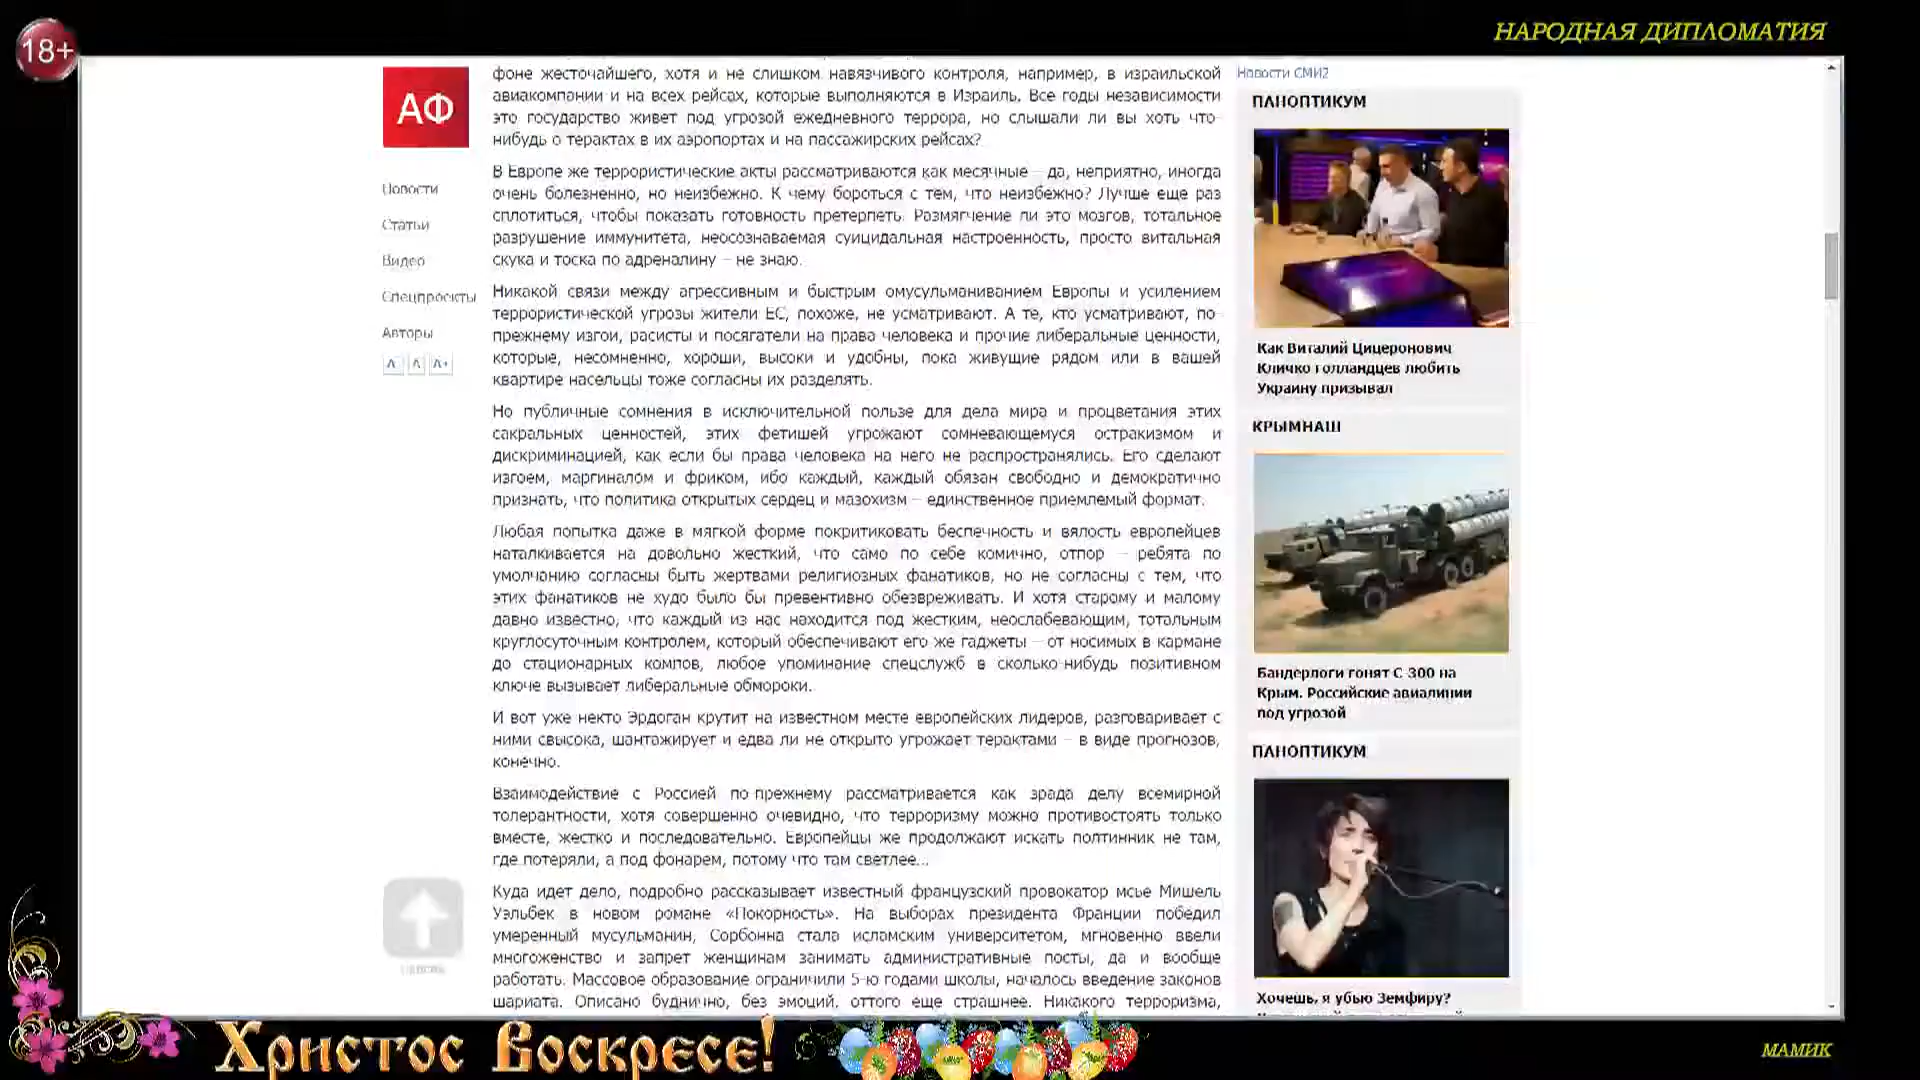 18+
НАРОДНАЯ ДИПЛОМАТИЯ
АФ
Новости
Статьи
Видео
Спецпроекты
Авторы
A- A A+
фоне жесточайшего, хотя и не слишком навязчивого контроля, например, в израильской
авиакомпании и на всех рейсах, которые выполняются в Израиль. Все годы независимости
это государство живет под угрозой ежедневного террора, но слышали ли вы хоть что-
нибудь о терактах в их аэропортах и на пассажирских рейсах?
В Европе же террористические акты рассматриваются как месячные – да, неприятно, иногда
очень болезненно, но неизбежно. К чему бороться с тем, что неизбежно? Лучше еще раз
сплотиться, чтобы показать готовность претерпеть. Размягчение ли это мозгов, тотальное
разрушение иммунитета, неосознаваемая суицидальная настроенность, просто витальная
скука и тоска по адреналину – не знаю.
Никакой связи между агрессивным и быстрым омусульманиванием Европы и усилением
террористической угрозы жители ЕС, похоже, не усматривают. А те, кто усматривают, по-
прежнему изгои, расисты и посягатели на права человека и прочие либеральные ценности,
которые, несомненно, хороши, высоки и удобны, пока живущие рядом или в вашей
квартире насельцы тоже согласны их разделять.
Но публичные сомнения в исключительной пользе для дела мира и процветания этих
сакральных ценностей, этих фетишей угрожают сомневающемуся остракизмом и
дискриминацией, как если бы права человека на него не распространялись. Его сделают
изгоем, маргиналом и фриком, ибо каждый, каждый обязан свободно и демократично
признать, что политика открытых сердец и мазохизм – единственное приемлемый формат.
Любая попытка даже в мягкой форме покритиковать беспечность и вялость европейцев
наталкивается на довольно жесткий, что само по себе комично, отпор – ребята по
умолчанию согласны быть жертвами религиозных фанатиков, но не согласны с тем, что
этих фанатиков не худо было бы превентивно обезвреживать. И хотя старому и малому
давно известно, что каждый из нас находится под жестким, неослабевающим, тотальным
круглосуточным контролем, который обеспечивают его же гаджеты – от носимых в кармане
до стационарных компов, любое упоминание спецслужб в сколько-нибудь позитивном
ключе вызывает либеральные обмороки.
И вот уже некто Эрдоган крутит на известном месте европейских лидеров, разговаривает с
ними свысока, шантажирует и едва ли не открыто угрожает терактами – в виде прогнозов,
конечно.
Взаимодействие с Россией по-прежнему рассматривается как зрада делу всемирной
толерантности, хотя совершенно очевидно, что терроризму можно противостоять только
вместе, жестко и последовательно. Европейцы же продолжают искать полтинник не там,
где потеряли, а под фонарем, потому что там светлее...
Куда идет дело, подробно рассказывает известный французский провокатор мсье Мишель
Уэльбек в новом романе «Покорность». На выборах президента Франции победил
умеренный мусульманин, Сорбонна стала исламским университетом, мгновенно ввели
многоженство и запрет женщинам занимать административные посты, да и вообще
работать. Массовое образование ограничили 5-ю годами школы, началось введение законов
шариата. Описано буднично, без эмоций, оттого еще страшнее. Никакого терроризма,
Новости СМИ2
ПАНОПТИКУМ
Как Виталий Цицеронович
Кличко голландцев любить
Украину призывал
КРЫМНАШ
Бандерлоги гонят С-300 на
Крым. Российские авиалинии
под угрозой
ПАНОПТИКУМ
Хочешь, я убью Земфиру?
Христос Воскресе!
МАМИК